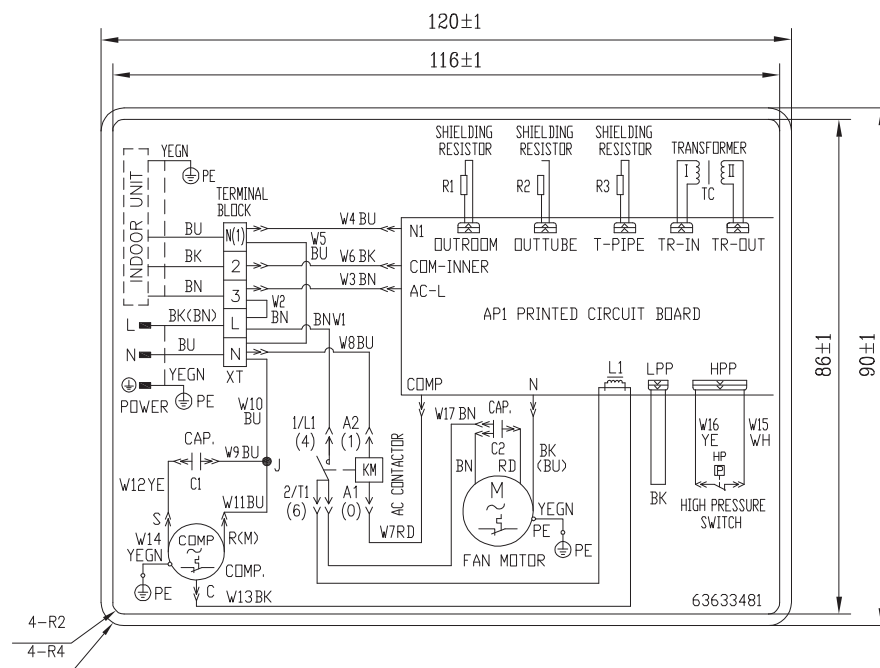 120±1
116±1
SHIELDING
RESISTOR
SHIELDING
RESISTOR
SHIELDING
RESISTOR
TRANSFORMER
R1
R2
R3
I
II
TC
INDOOR UNIT
YEGN
PE
TERMINAL
BLOCK
BU
N(1)
W4 BU
N1
OUTROOM
OUTTUBE
T-PIPE
TR-IN
TR-OUT
W5
BU
BK
2
W6 BK
COM-INNER
BN
3
W3 BN
AC-L
W2
BN
AP1 PRINTED CIRCUIT BOARD
L
BK(BN)
L
BNW1
N
BU
N
W8BU
XT
YEGN
PE
POWER
86±1
90±1
COMP
N
L1
LPP
HPP
W10
BU
1/L1
(4)
A2
(1)
W17 BN
CAP.
C2
W16
YE
W15
WH
CAP.
W9BU
J
C1
KM
AC CONTACTOR
BN
RD
BK
(BU)
HP
P
W12YE
2/T1
(6)
A1
(0)
M
BK
HIGH PRESSURE
SWITCH
W11BU
S
R(M)
W7RD
YEGN
PE
PE
W14
YEGN
COMP
COMP.
FAN MOTOR
PE
C
W13BK
63633481
4-R2
4-R4